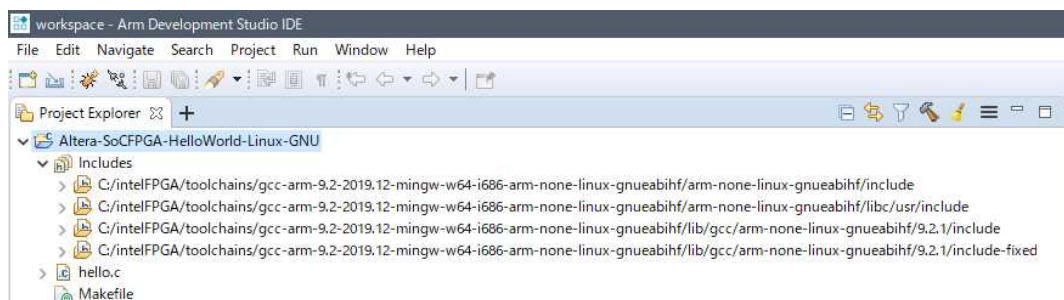 workspace - Arm Development Studio IDE
File Edit Navigate Search Project Run Window Help
Project Explorer
Altera-SoCFPGA-HelloWorld-Linux-GNU
Includes
C:/intelFPGA/toolchains/gcc-arm-9.2-2019.12-mingw-w64-i686-arm-none-linux-gnueabihf/arm-none-linux-gnueabihf/include
C:/intelFPGA/toolchains/gcc-arm-9.2-2019.12-mingw-w64-i686-arm-none-linux-gnueabihf/arm-none-linux-gnueabihf/libc/usr/include
C:/intelFPGA/toolchains/gcc-arm-9.2-2019.12-mingw-w64-i686-arm-none-linux-gnueabihf/lib/gcc/arm-none-linux-gnueabihf/9.2.1/include
C:/intelFPGA/toolchains/gcc-arm-9.2-2019.12-mingw-w64-i686-arm-none-linux-gnueabihf/lib/gcc/arm-none-linux-gnueabihf/9.2.1/include-fixed
hello.c
Makefile